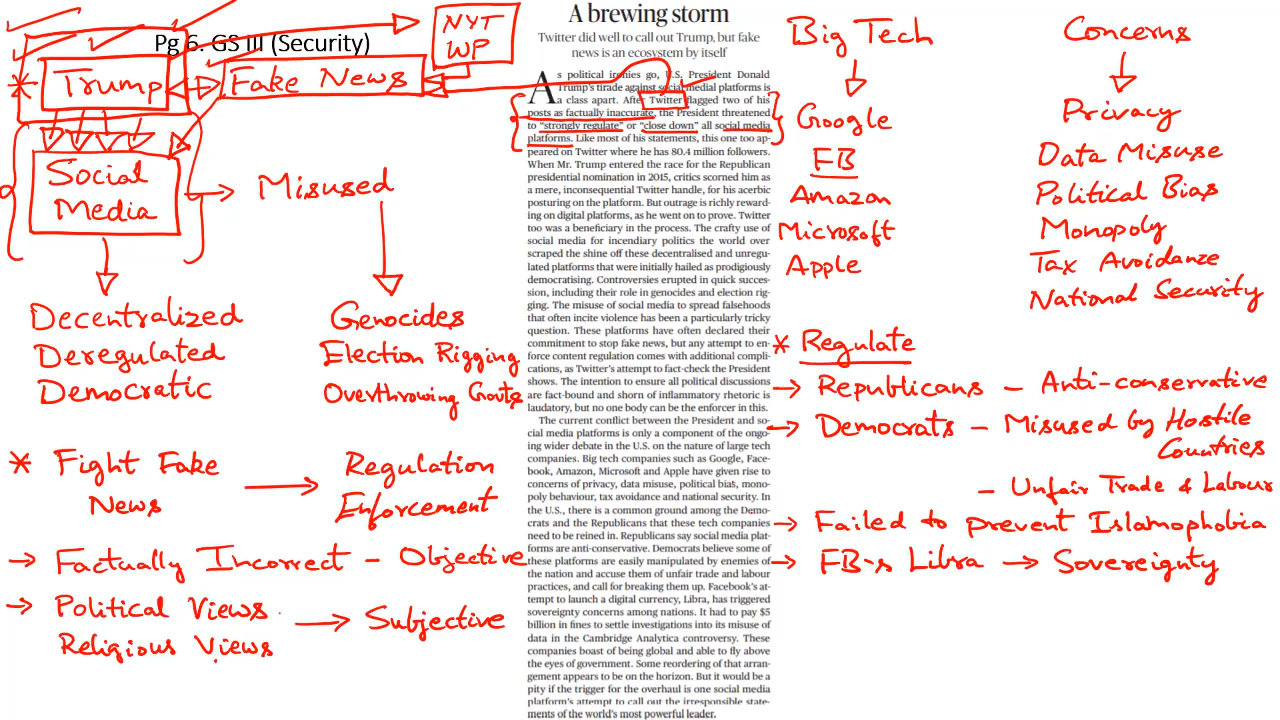 Pg 6. GS III (Security)
* Trump
Fake News
NYT
WP
Social
Media
Misused
Decentralized
Deregulated
Democratic
Genocides
Election Rigging
Overthrowing Govts
* Fight Fake
News
Regulation
Enforcement
→ Factually Incorrect – Objective
→ Political Views
Religious Views
→ Subjective
A brewing storm
Twitter did well to call out Trump, but fake
news is an ecosystem by itself
As political ironies go, U.S. President Donald
Trump's tirade against social media platforms is
a class apart. After Twitter flagged two of his
posts as factually inaccurate, the President threatened
to "strongly regulate" or "close down" all social media
platforms. Like most of his statements, this one too ap-
peared on Twitter where he has 80.4 million followers.
When Mr. Trump entered the race for the Republican
presidential nomination in 2015, critics scorned him as
a mere, inconsequential Twitter handle, for his acerbic
posturing on the platform. But outrage is richly reward-
ing on digital platforms, as he went on to prove. Twitter
too was a beneficiary in the process. The crafty use of
social media for incendiary politics the world over
scraped the shine off these decentralised and unregu-
lated platforms that were initially hailed as prodigiously
democratising. Controversies erupted in quick succes-
sion, including their role in genocides and election rig-
ging. The misuse of social media to spread falsehoods
that often incite violence has been a particularly tricky
question. These platforms have often declared their
commitment to stop fake news, but any attempt to en-
force content regulation comes with additional compli-
cations, as Twitter's attempt to fact-check the President
shows. The intention to ensure all political discussions
are fact-bound and shorn of inflammatory rhetoric is
laudatory, but no one body can be the enforcer in this.
The current conflict between the President and so-
cial media platforms is only a component of the ongo-
ing wider debate in the U.S. on the nature of large tech
companies. Big tech companies such as Google, Face-
book, Amazon, Microsoft and Apple have given rise to
concerns of privacy, data misuse, political bias, mono-
poly behaviour, tax avoidance and national security. In
the U.S., there is a common ground among the Demo-
crats and the Republicans that these tech companies
need to be reined in. Republicans say social media plat-
forms are anti-conservative. Democrats believe some of
these platforms are easily manipulated by enemies of
the nation and accuse them of unfair trade and labour
practices, and call for breaking them up. Facebook's at-
tempt to launch a digital currency, Libra, has triggered
sovereignty concerns among nations. It had to pay $5
billion in fines to settle investigations into its misuse of
data in the Cambridge Analytica controversy. These
companies boast of being global and able to fly above
the eyes of government. Some reordering of that arran-
gement appears to be on the horizon. But it would be a
pity if the trigger for the overhaul is one social media
platform's attempt to call out the irresponsible state-
ments of the world's most powerful leader.
Big Tech
Google
FB
Amazon
Microsoft
Apple
Concerns
Privacy
Data Misuse
Political Bias
Monopoly
Tax Avoidance
National Security
* Regulate
→ Republicans – Anti-conservative
→ Democrats – Misused by Hostile
Countries
– Unfair Trade & Labour
→ Failed to prevent Islamophobia
→ FB-s Libra → Sovereignty